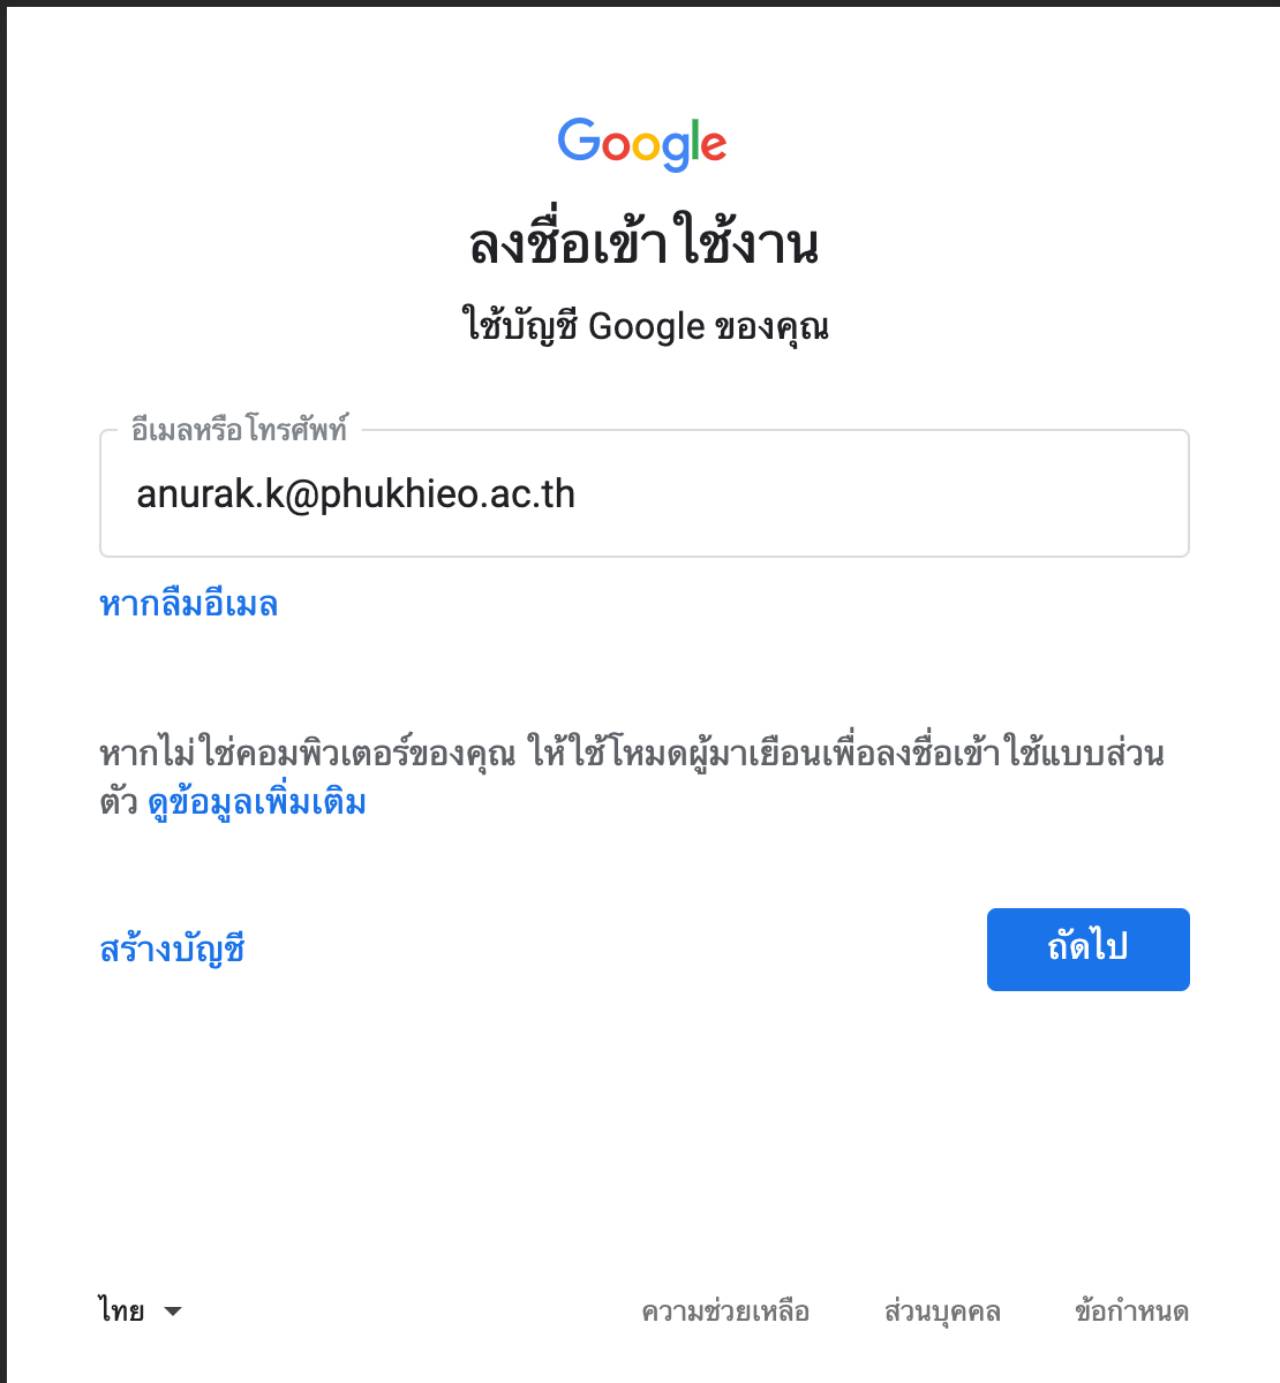 Google
ลงชื่อเข้าใช้งาน
ใช้บัญชี Google ของคุณ
อีเมลหรือโทรศัพท์
anurak.k@phukhieo.ac.th
หากลืมอีเมล
หากไม่ใช่คอมพิวเตอร์ของคุณ ให้ใช้โหมดผู้มาเยือนเพื่อลงชื่อเข้าใช้แบบส่วน
ตัว ดูข้อมูลเพิ่มเติม
สร้างบัญชี ถัดไป
ไทย ความช่วยเหลือ ส่วนบุคคล ข้อกำหนด